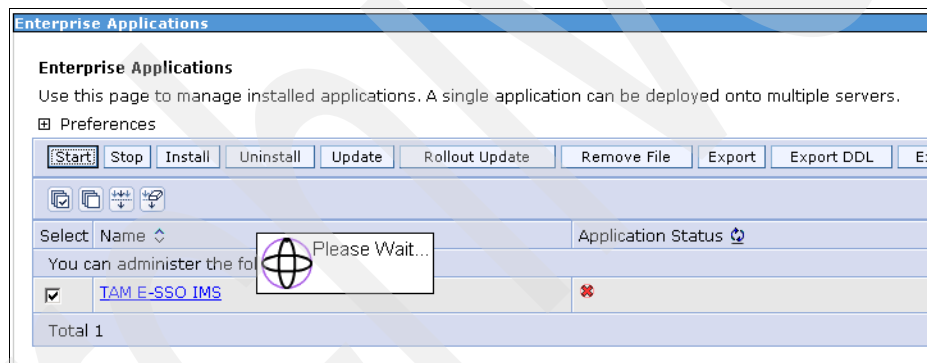 Enterprise Applications
Enterprise Applications
Use this page to manage installed applications. A single application can be deployed onto multiple servers.
Preferences
Start Stop Install Uninstall Update Rollout Update Remove File Export Export DDL
Select Name Application Status
Please Wait...
You can administer the
TAM E-SSO IMS
Total 1